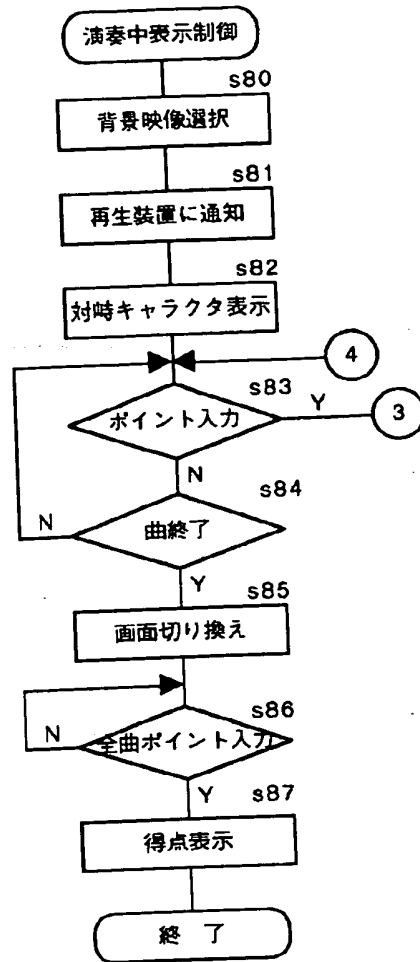 演奏中表示制御
s80
背景映像選択
s81
再生装置に通知
s82
対峙キャラクタ表示
4
s83
ポイント入力
Y
3
N
s84
曲終了
N
Y
s85
画面切り換え
s86
全曲ポイント入力
N
Y
s87
得点表示
終 了